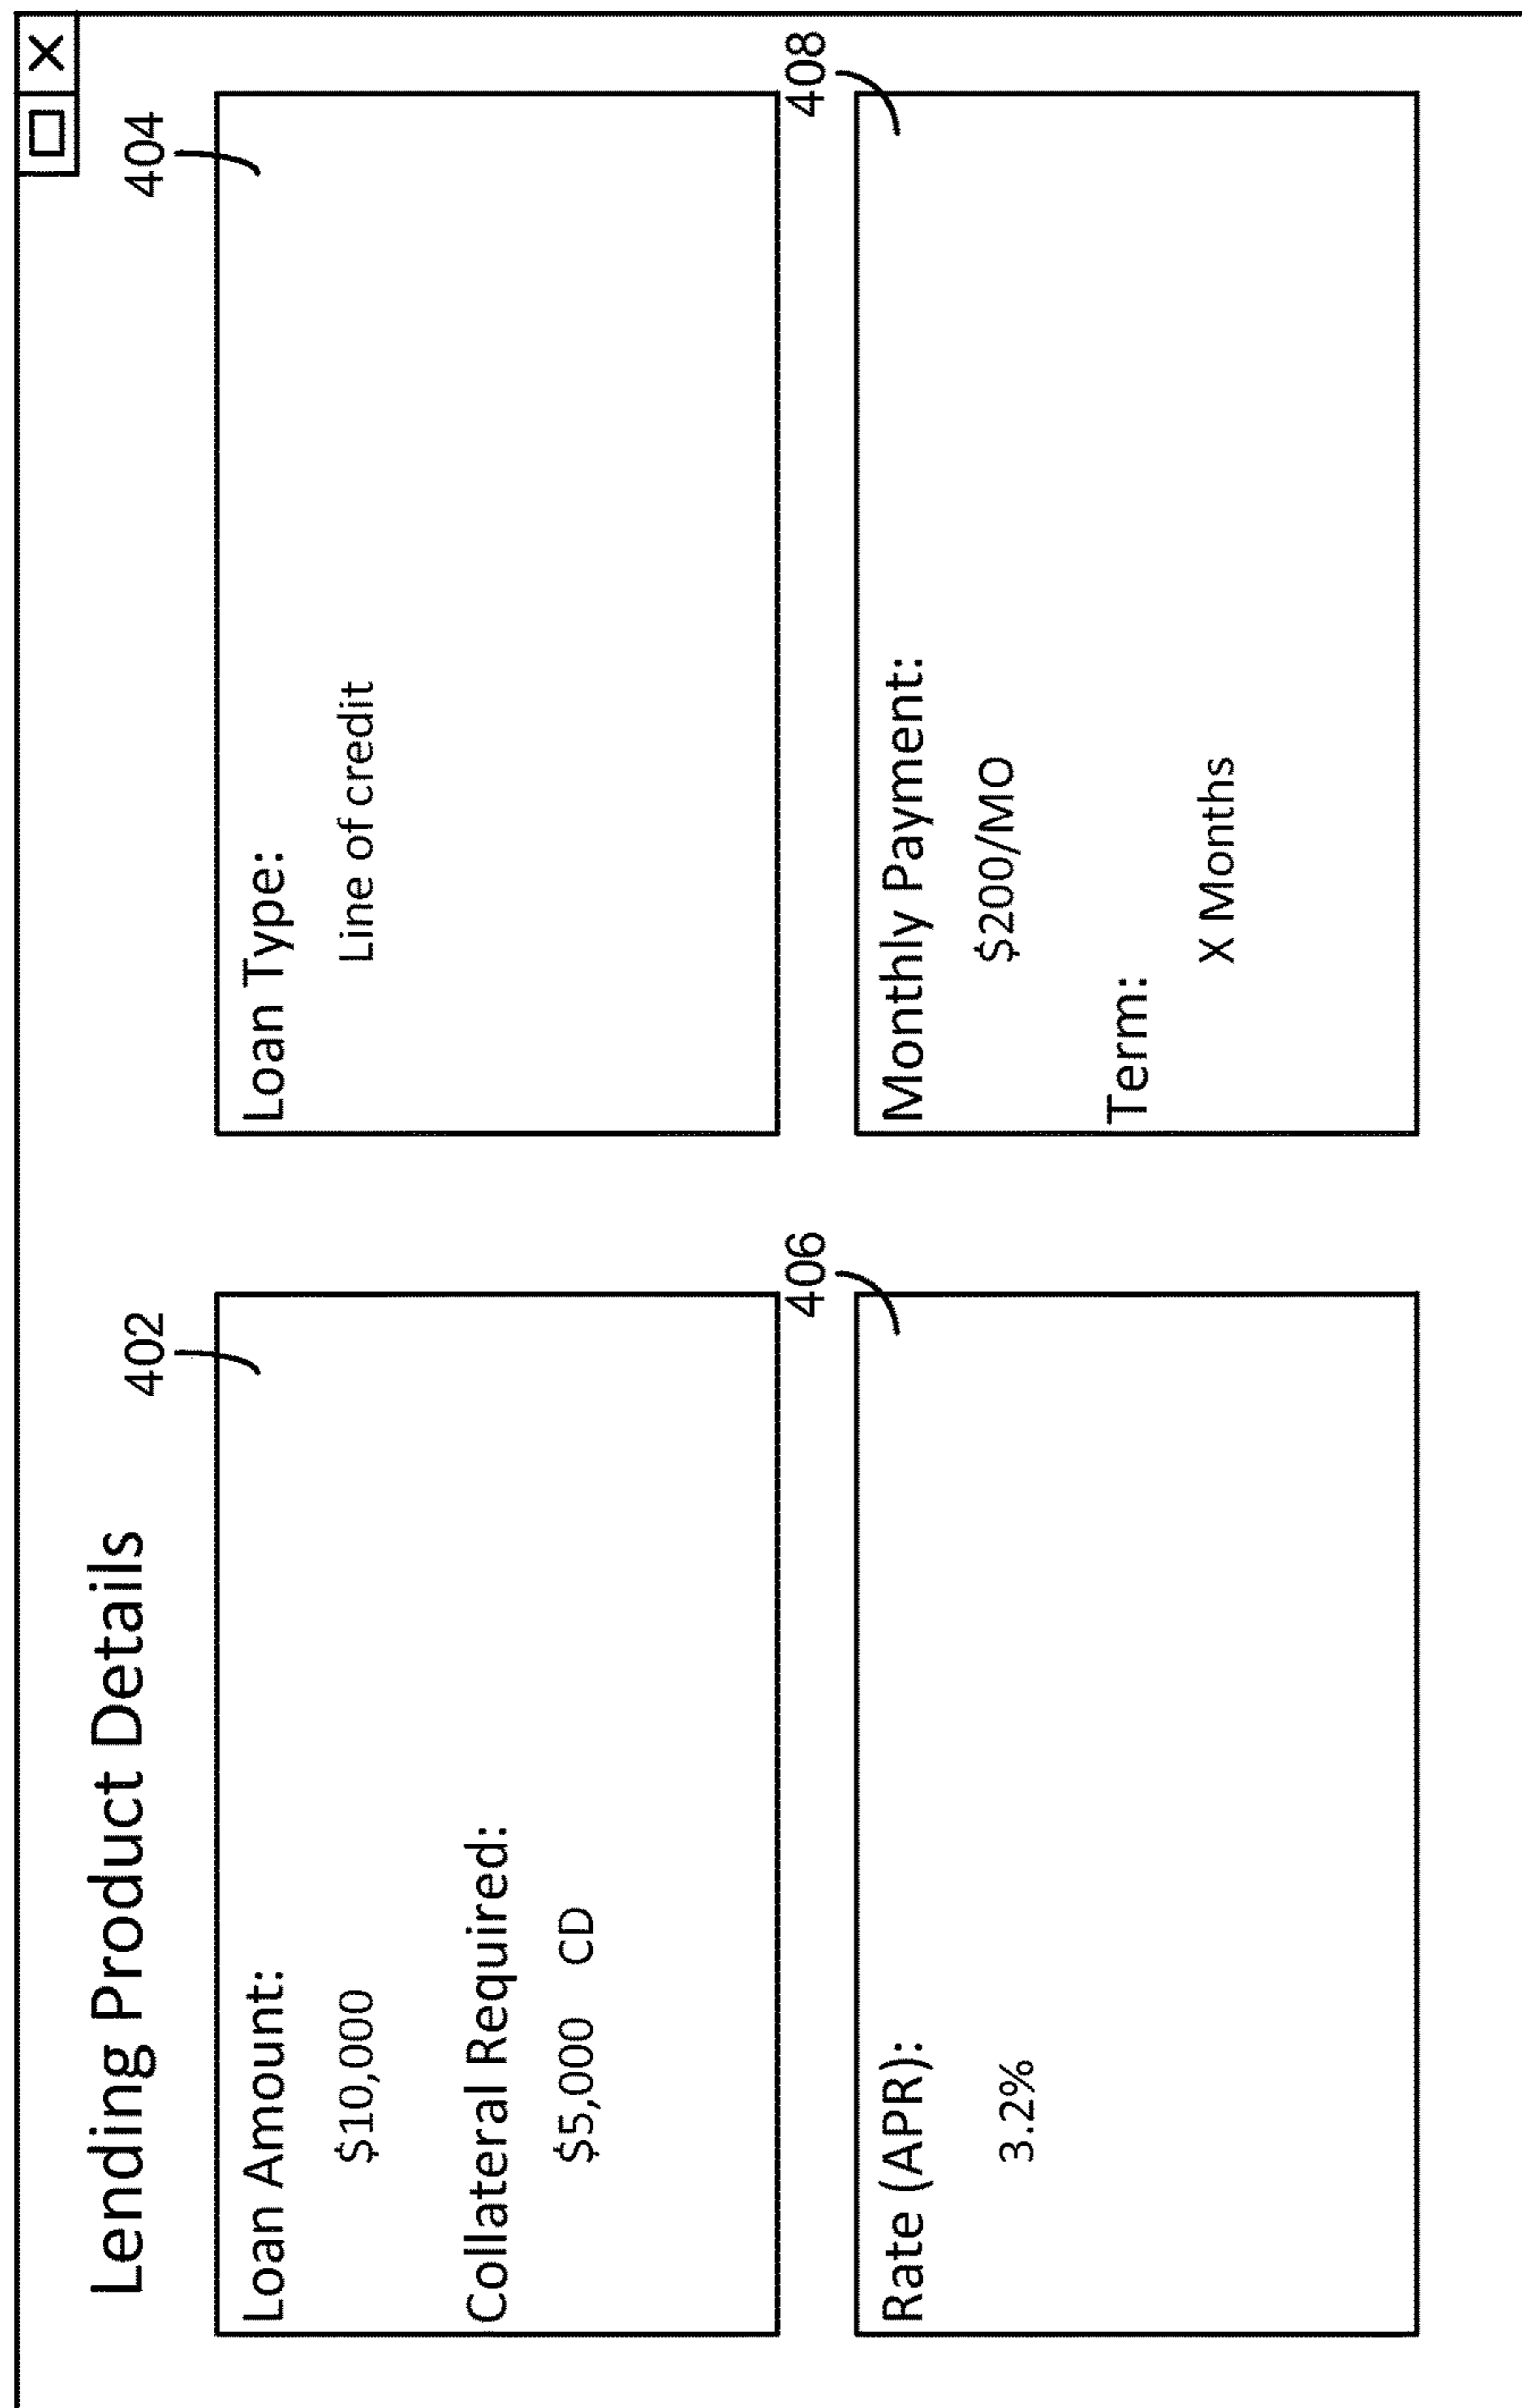 Lending Product Details
402
Loan Amount:
$10,000
Collateral Required:
$5,000 CD
404
Loan Type:
Line of credit
406
Rate (APR):
3.2%
408
Monthly Payment:
$200/MO
Term:
X Months